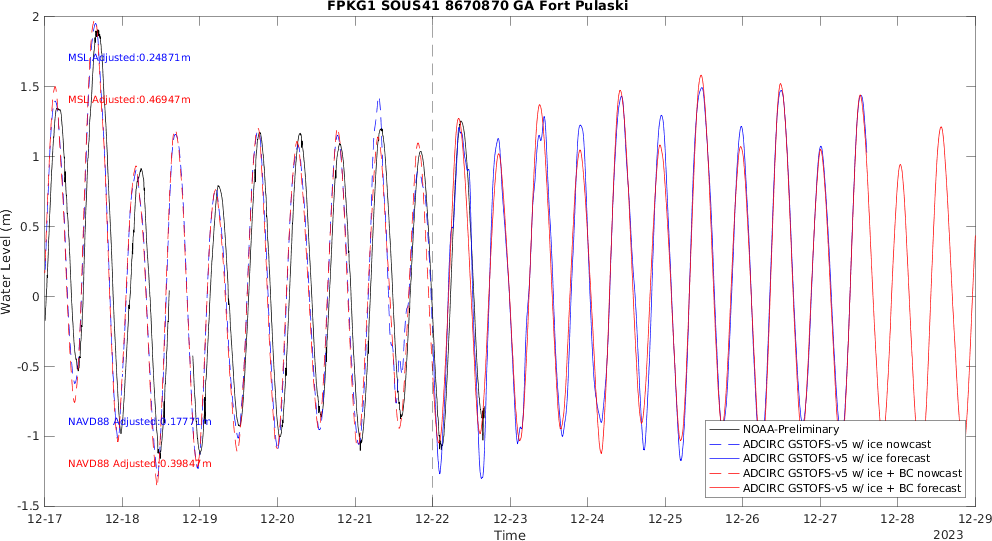 FPKG1 SOUS41 8670870 GA Fort Pulaski
2
1.5
1
0.5
0
-0.5
-1
-1.5
Water Level (m)
MSL Adjusted:0.24871m
MSL Adjusted:0.46947m
NAVD88 Adjusted:0.17771m
NAVD88 Adjusted:0.39847m
NOAA-Preliminary
ADCIRC GSTOFS-v5 w/ ice nowcast
ADCIRC GSTOFS-v5 w/ ice forecast
ADCIRC GSTOFS-v5 w/ ice + BC nowcast
ADCIRC GSTOFS-v5 w/ ice + BC forecast
12-17 12-18 12-19 12-20 12-21 12-22 12-23 12-24 12-25 12-26 12-27 12-28 12-29
Time
2023